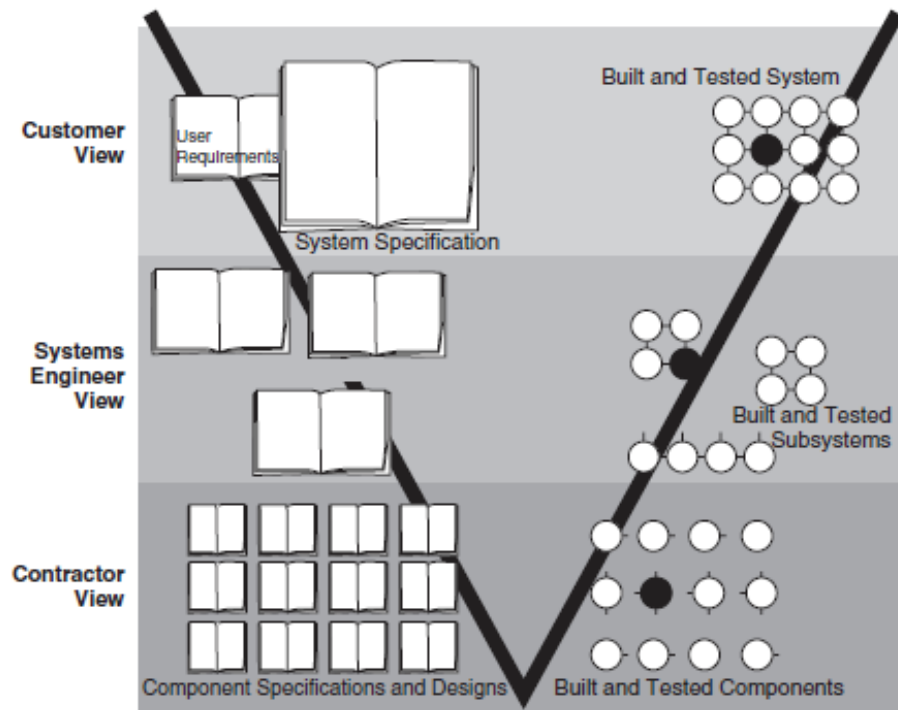 Customer
View
User
Requirements
System Specification
Built and Tested System
Systems
Engineer
View
Built and Tested
Subsystems
Contractor
View
Component Specifications and Designs
Built and Tested Components